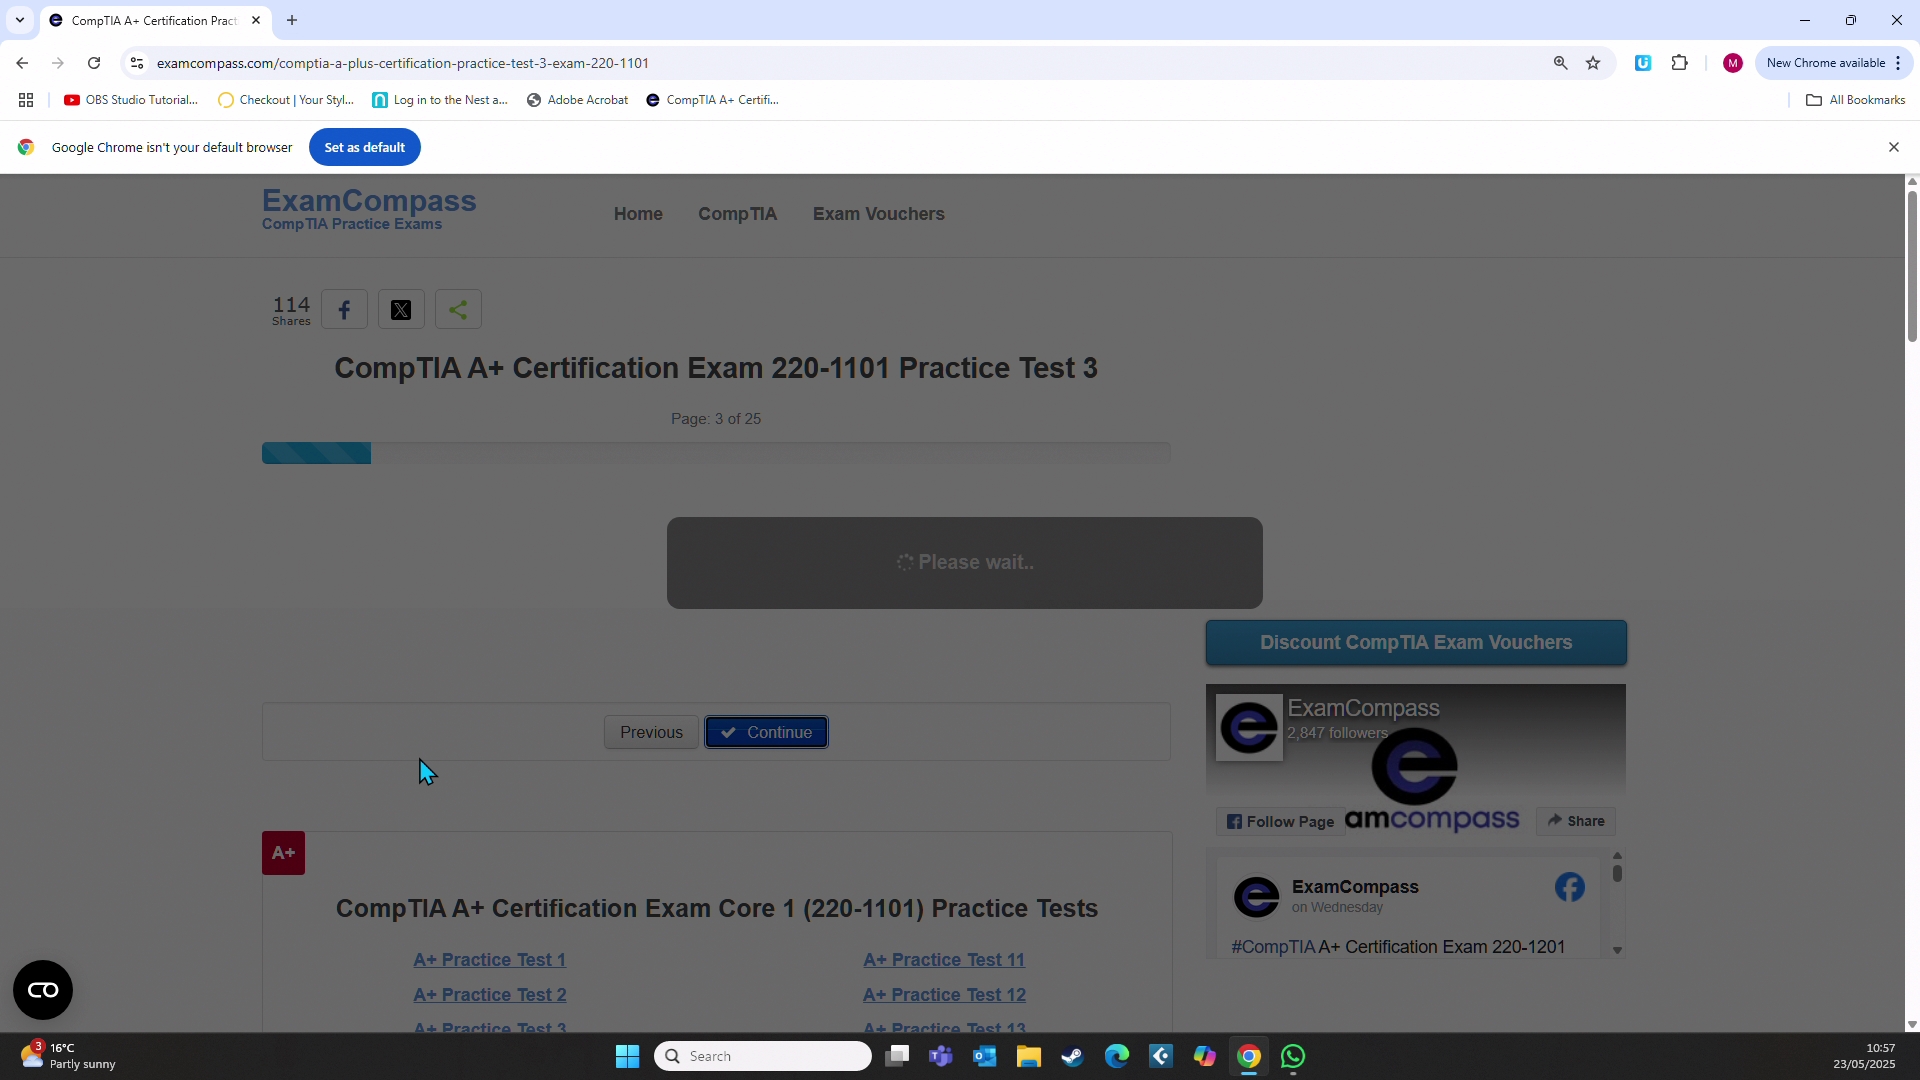 CompTIA A+ Certification Pract
examcompass.com/comptia-a-plus-certification-practice-test-3-exam-220-1101
M
New Chrome available
OBS Studio Tutorial...
Checkout | Your Styl...
Log in to the Nest a...
Adobe Acrobat
CompTIA A+ Certifi...
All Bookmarks
Google Chrome isn't your default browser
Set as default
ExamCompass
CompTIA Practice Exams
Home
CompTIA
Exam Vouchers
114
Shares
CompTIA A+ Certification Exam 220-1101 Practice Test 3
Page: 3 of 25
Please wait..
Discount CompTIA Exam Vouchers
ExamCompass
2,847 followers
Previous
Continue
amcompass
Follow Page
Share
A+
ExamCompass
on Wednesday
#CompTIA A+ Certification Exam 220-1201
CompTIA A+ Certification Exam Core 1 (220-1101) Practice Tests
A+ Practice Test 1
A+ Practice Test 11
A+ Practice Test 2
A+ Practice Test 12
A+ Practice Test 3
A+ Practice Test 13
3
16°C
Partly sunny
Search
10:57
23/05/2025